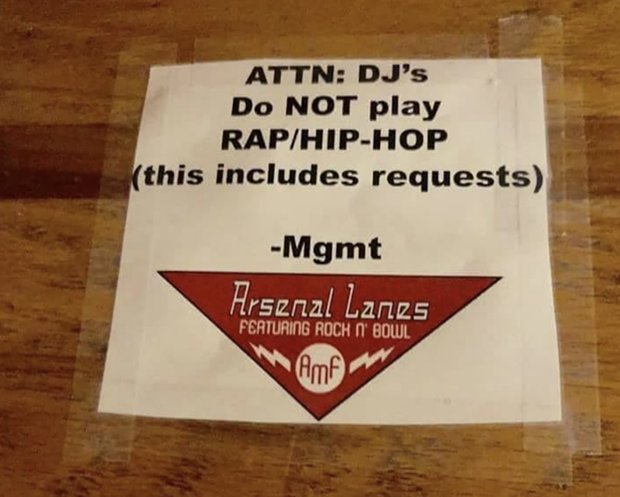 ATTN: DJ's
Do NOT play
RAP/HIP-HOP
(this includes requests)
-Mgmt
Arsenal Lanes
FEATURING ROCK N' BOWL
AMF